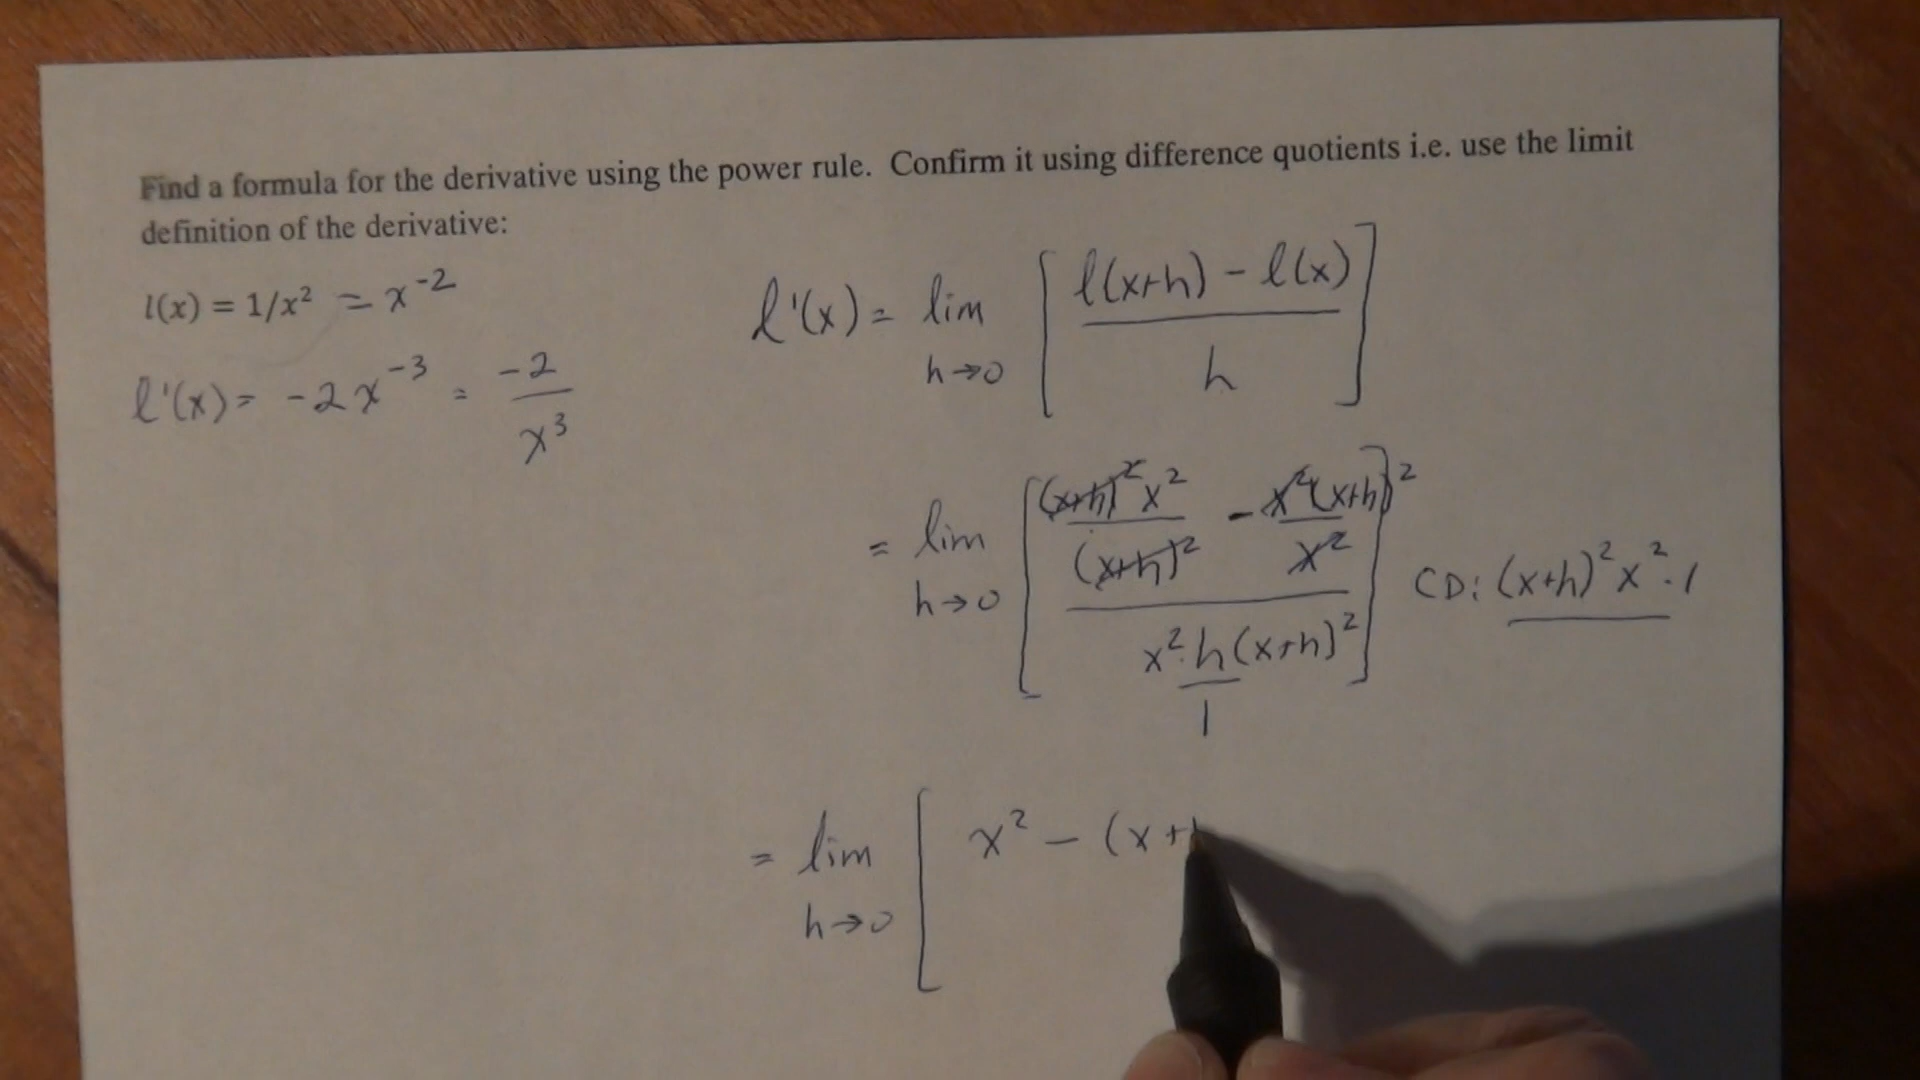 Find a formula for the derivative using the power rule. Confirm it using difference quotients i.e. use the limit
definition of the derivative:
l(x) = 1/x² = x⁻²
l'(x) = -2x⁻³ = -2/x³
l'(x) = lim h→0 [ (l(x+h) - l(x)) / h ]
= lim h→0 [ ((x+h)²x² / (x+h)² - x²(x+h)² / x²) / (x²·h(x+h)² / 1) ] CD: (x+h)²x²·1
= lim h→0 [ x² - (x+